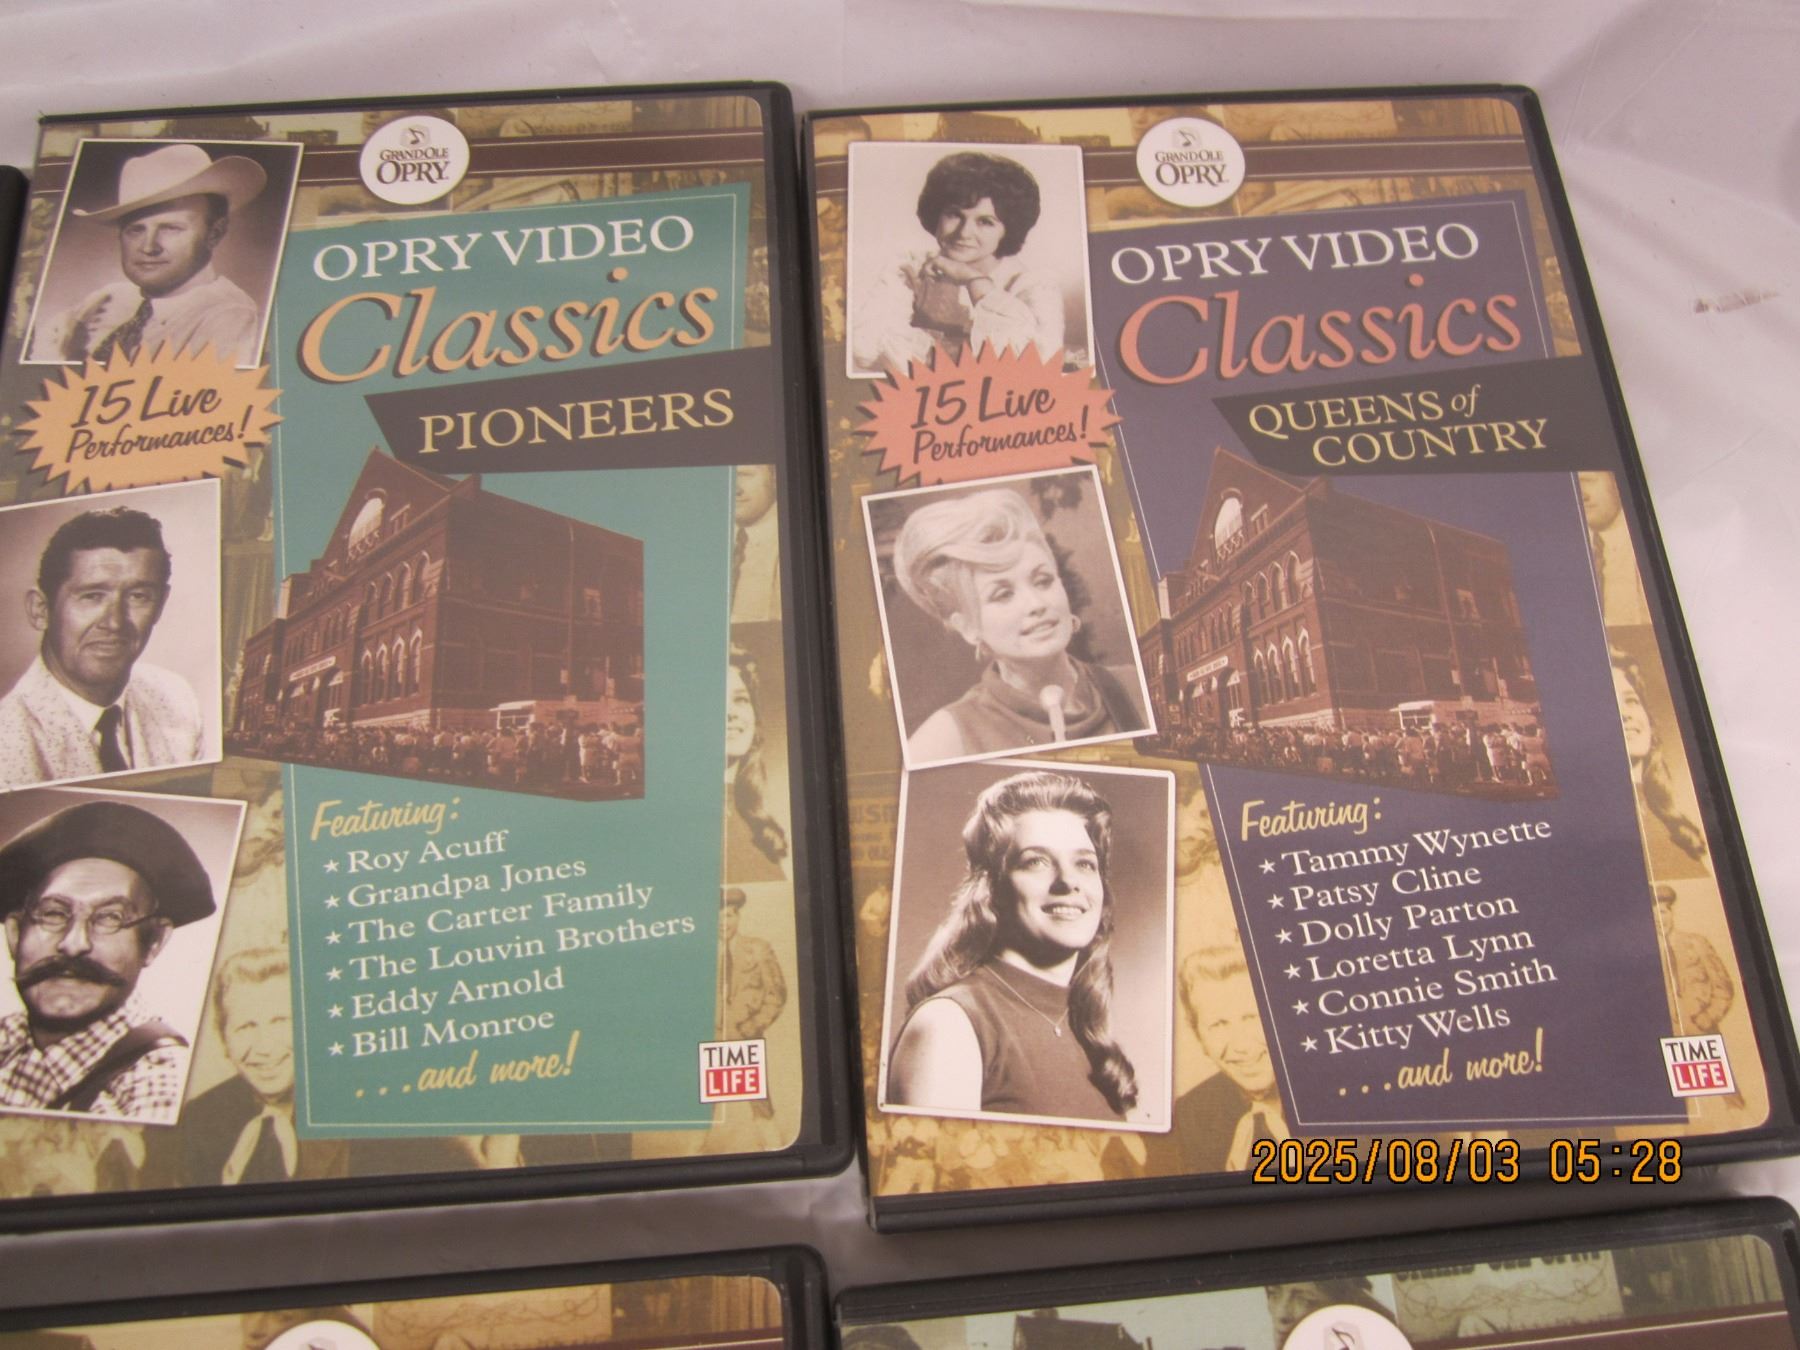 GRAND OLE
OPRY
OPRY VIDEO
Classics
PIONEERS
15 Live
Performances!
Featuring:
★ Roy Acuff
★ Grandpa Jones
★ The Carter Family
★ The Louvin Brothers
★ Eddy Arnold
★ Bill Monroe
...and more!
TIME
LIFE
GRAND OLE
OPRY
OPRY VIDEO
Classics
QUEENS of
COUNTRY
15 Live
Performances!
Featuring:
★ Tammy Wynette
★ Patsy Cline
★ Dolly Parton
★ Loretta Lynn
★ Connie Smith
★ Kitty Wells
...and more!
TIME
LIFE
2025/08/03 05:28